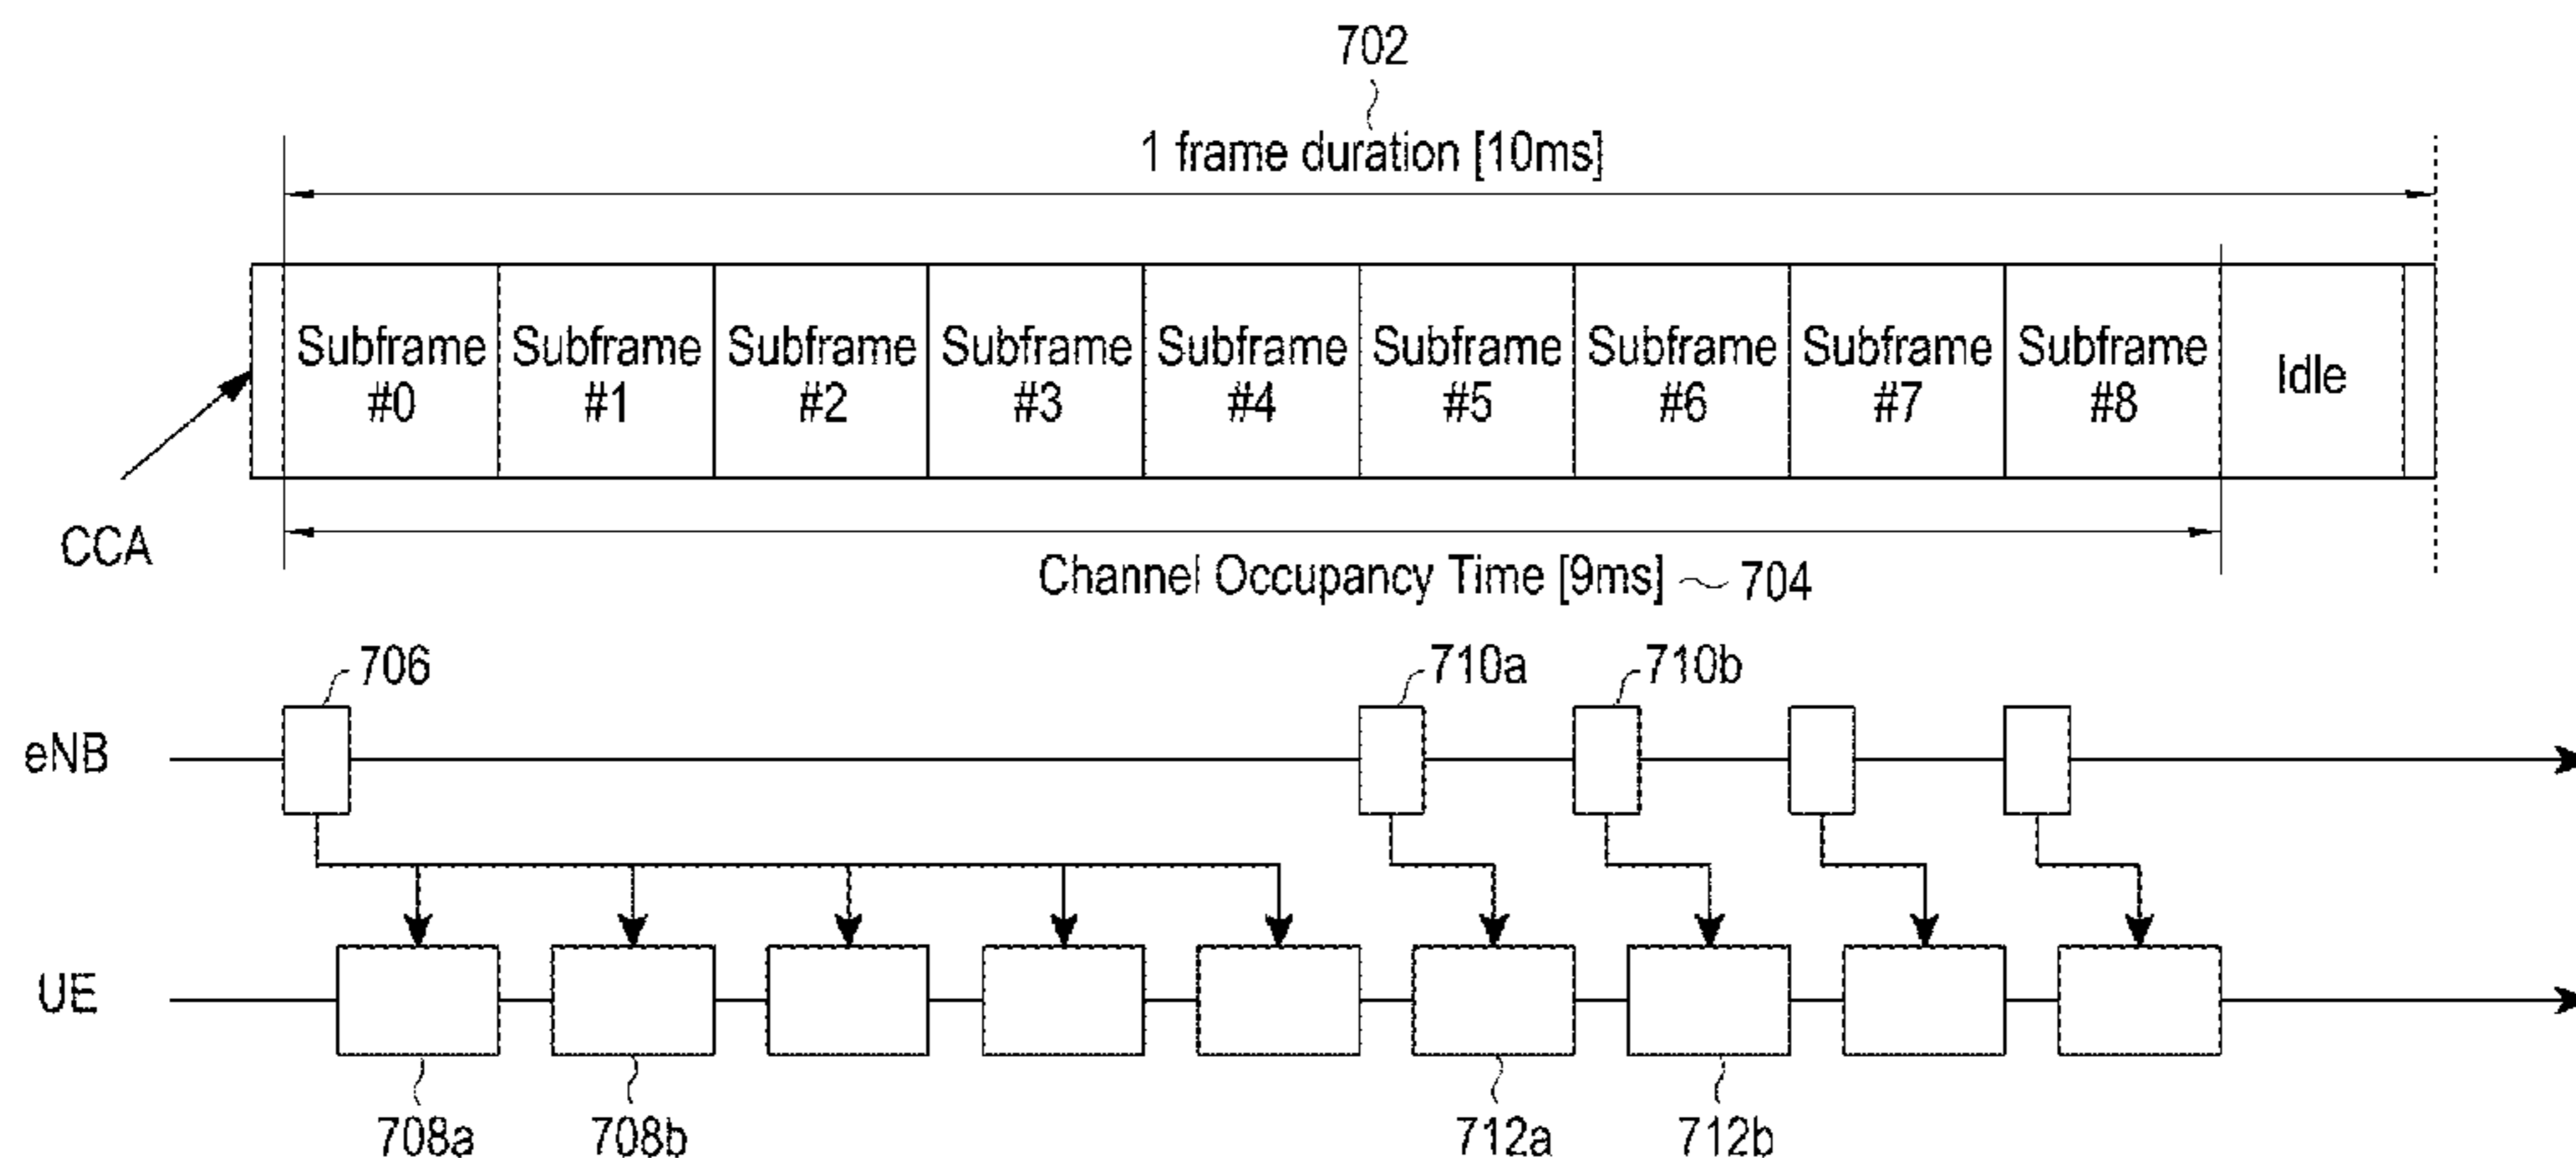 702
1 frame duration [10ms]
Subframe #0
Subframe #1
Subframe #2
Subframe #3
Subframe #4
Subframe #5
Subframe #6
Subframe #7
Subframe #8
Idle
CCA
Channel Occupancy Time [9ms]
704
706
710a
710b
eNB
UE
708a
708b
712a
712b